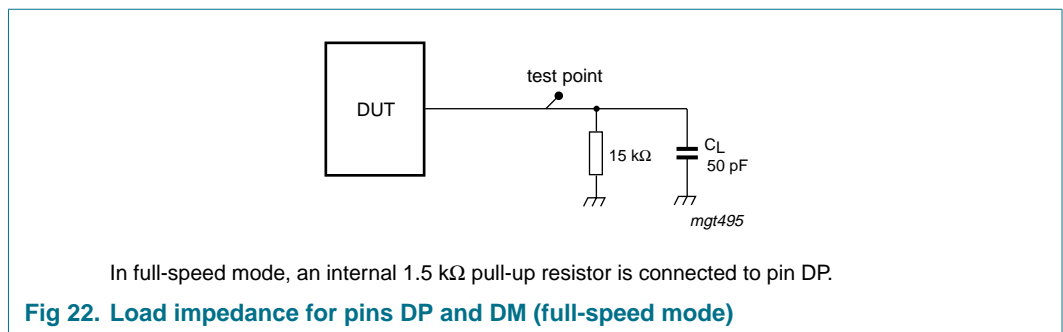 test point
DUT
15 kΩ
CL
50 pF
mgt495
In full-speed mode, an internal 1.5 kΩ pull-up resistor is connected to pin DP.
Fig 22. Load impedance for pins DP and DM (full-speed mode)